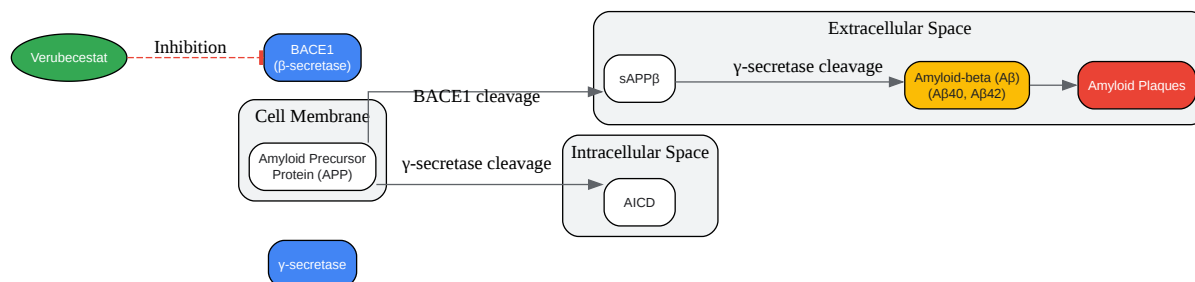 Verubecestat
Inhibition
BACE1
(β-secretase)
Cell Membrane
Amyloid Precursor
Protein (APP)
γ-secretase
BACE1 cleavage
γ-secretase cleavage
Extracellular Space
sAPPβ
γ-secretase cleavage
Amyloid-beta (Aβ)
(Aβ40, Aβ42)
Amyloid Plaques
Intracellular Space
AICD